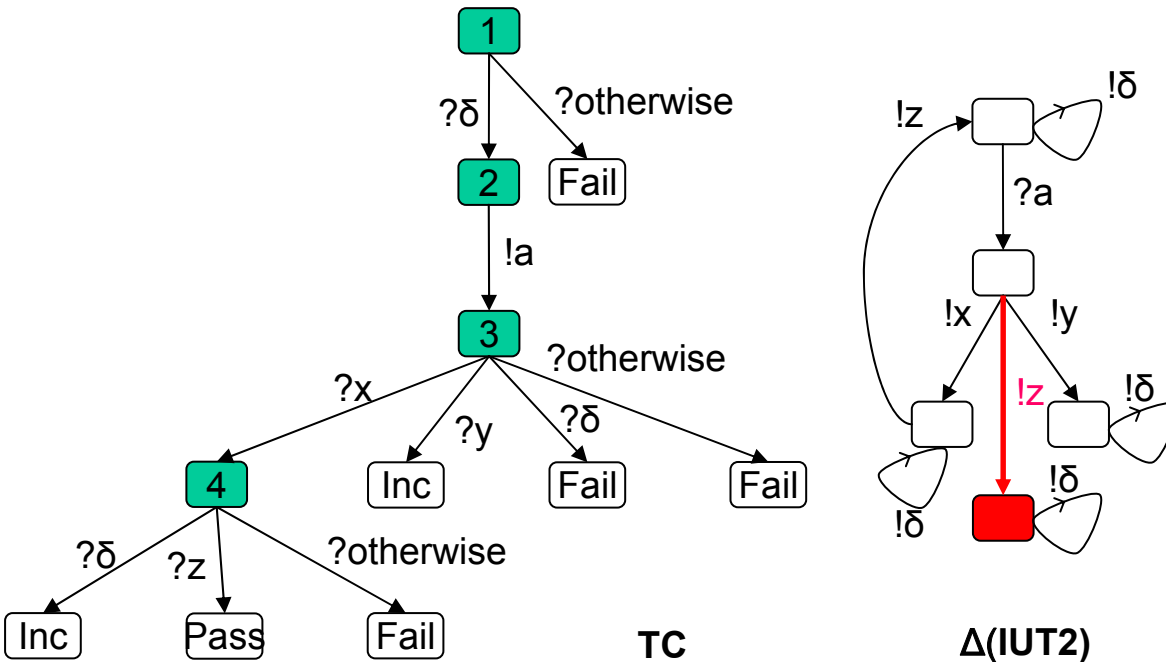 1
?δ
?otherwise
2
Fail
!a
3
?x
?y
?δ
?otherwise
4
Inc
Fail
Fail
?δ
?z
?otherwise
Inc
Pass
Fail
TC
!z
!δ
?a
!x
!y
!z
!δ
!δ
!δ
Δ(IUT2)